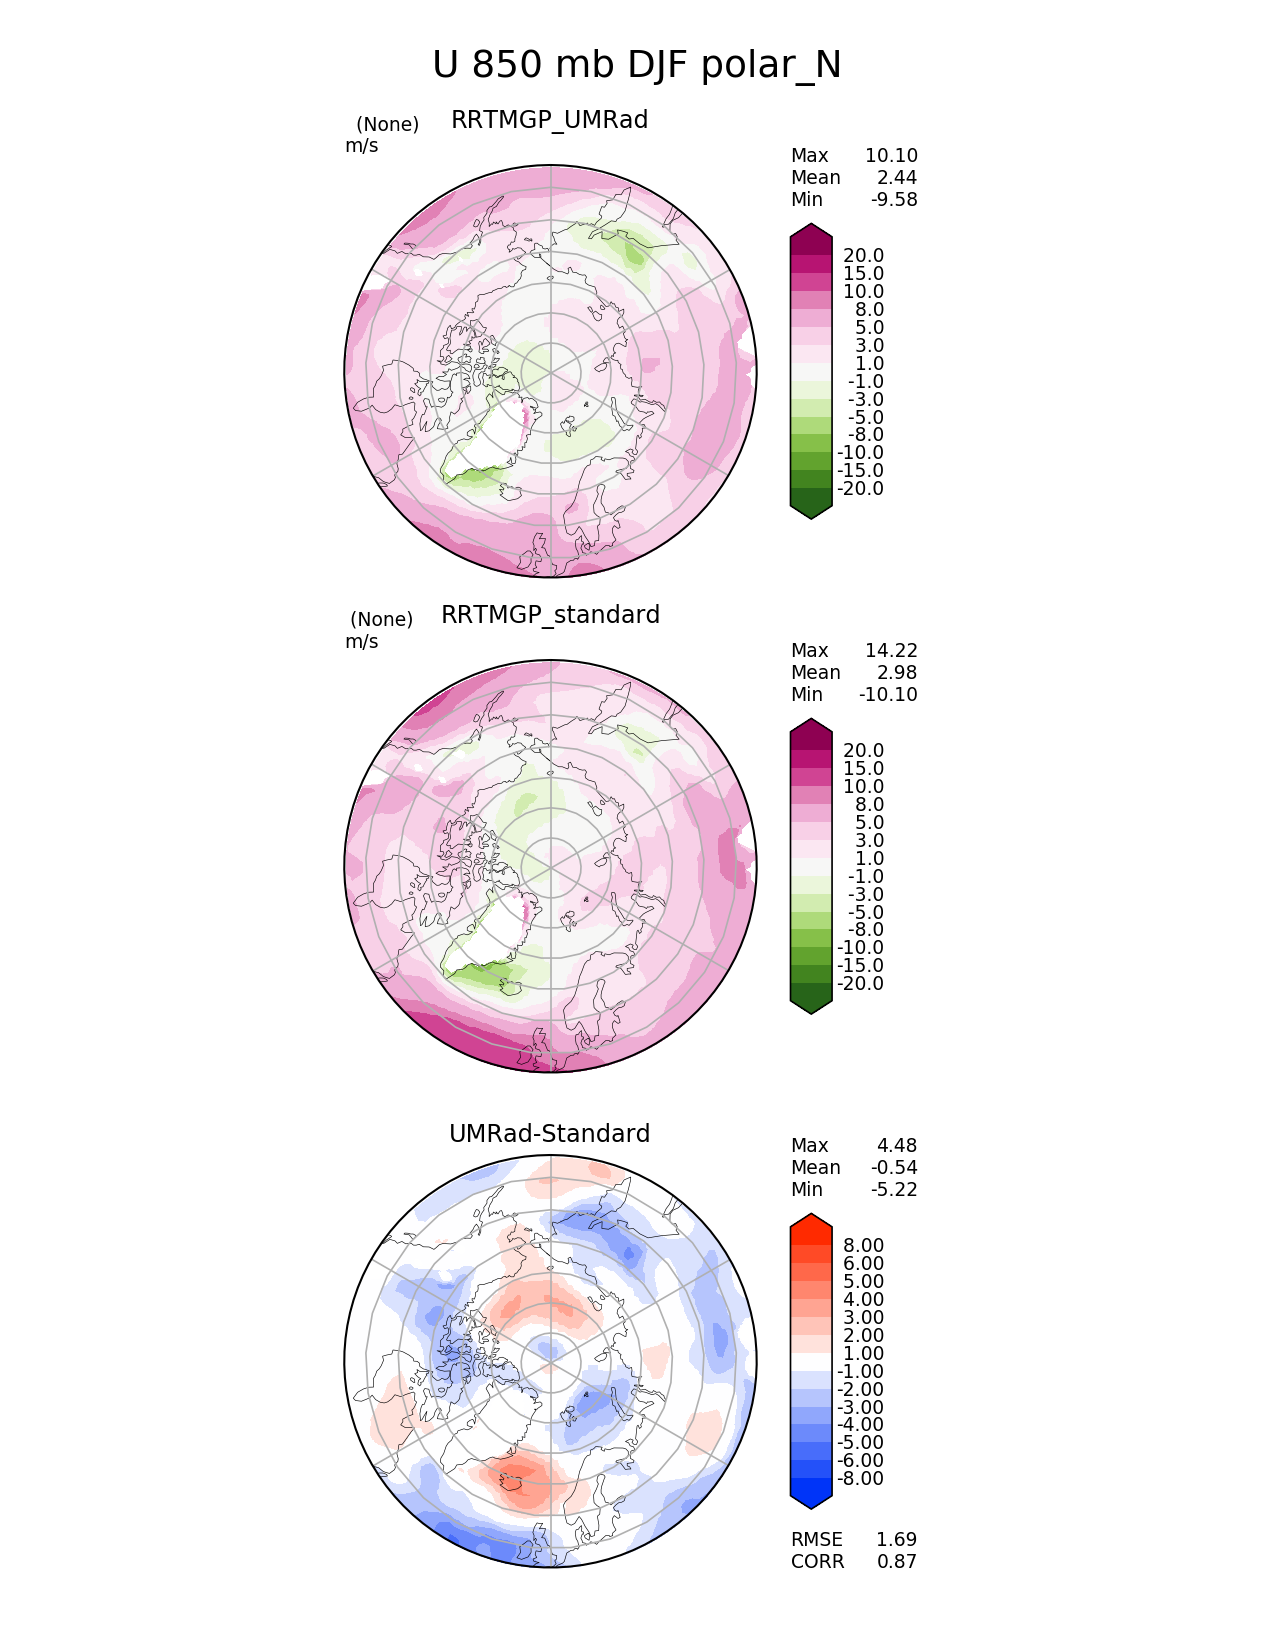 U 850 mb DJF polar_N
(None) RRTMGP_UMRad
m/s
Max 10.10
Mean 2.44
Min -9.58
20.0
15.0
10.0
8.0
5.0
3.0
1.0
-1.0
-3.0
-5.0
-8.0
-10.0
-15.0
-20.0
(None) RRTMGP_standard
m/s
Max 14.22
Mean 2.98
Min -10.10
20.0
15.0
10.0
8.0
5.0
3.0
1.0
-1.0
-3.0
-5.0
-8.0
-10.0
-15.0
-20.0
UMRad-Standard
Max 4.48
Mean -0.54
Min -5.22
8.00
6.00
5.00
4.00
3.00
2.00
1.00
-1.00
-2.00
-3.00
-4.00
-5.00
-6.00
-8.00
RMSE 1.69
CORR 0.87